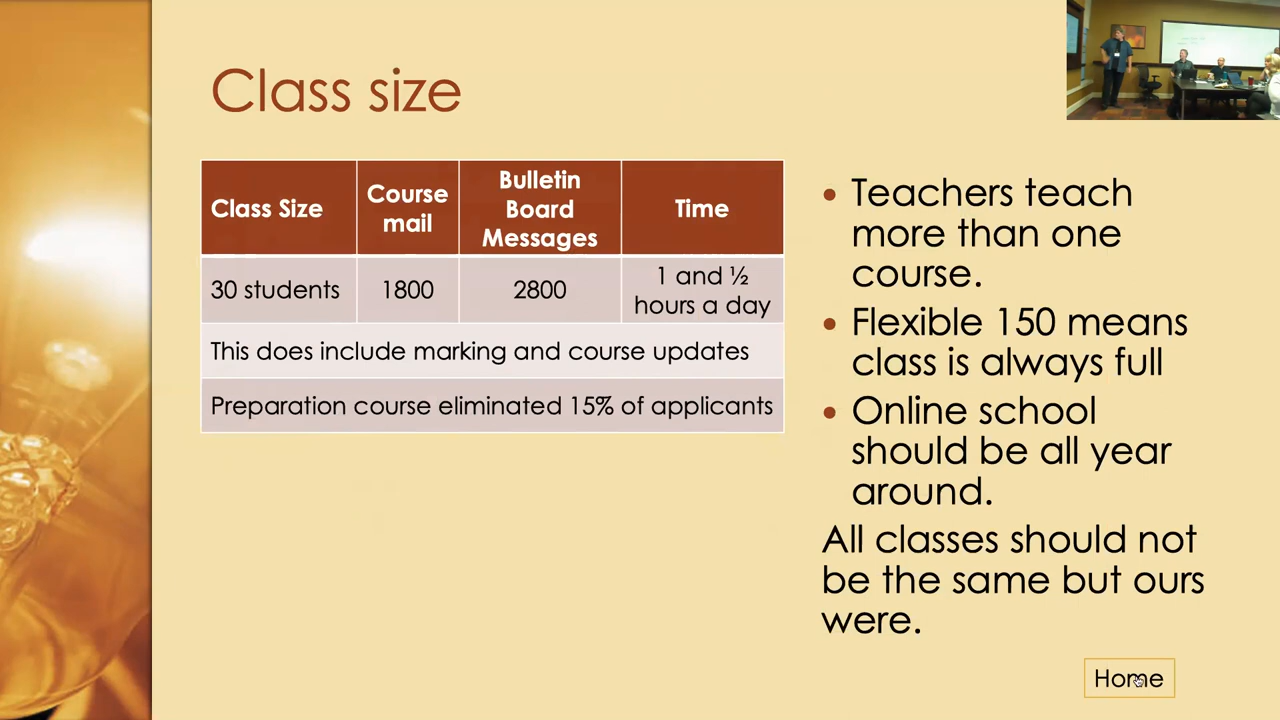 Class size
Class Size
Course
mail
Bulletin
Board
Messages
Time
30 students
1800
2800
1 and ½
hours a day
This does include marking and course updates
Preparation course eliminated 15% of applicants
• Teachers teach
more than one
course.
• Flexible 150 means
class is always full
• Online school
should be all year
around.
All classes should not
be the same but ours
were.
Home